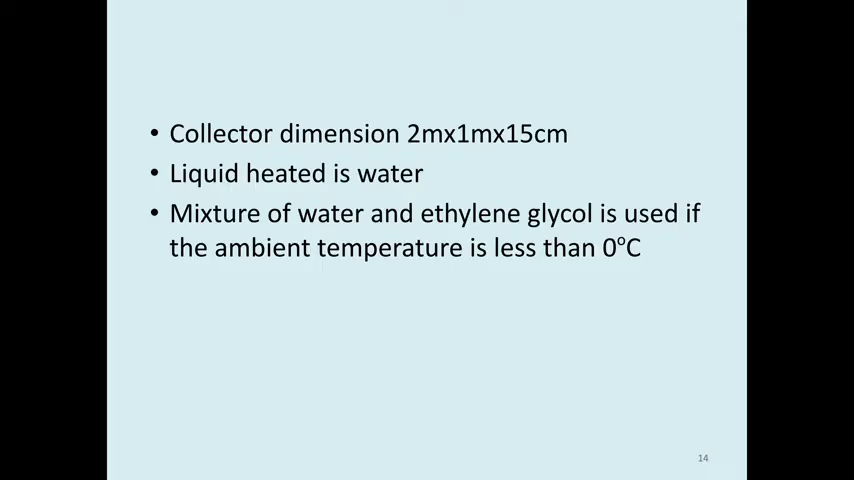 • Collector dimension 2mx1mx15cm
• Liquid heated is water
• Mixture of water and ethylene glycol is used if
the ambient temperature is less than 0ºC
14